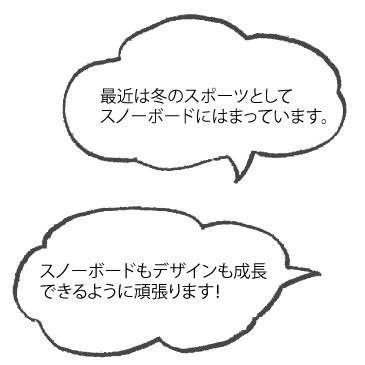 最近は冬のスポーツとして
スノーボードにはまっています。
スノーボードもデザインも成長
できるように頑張ります！